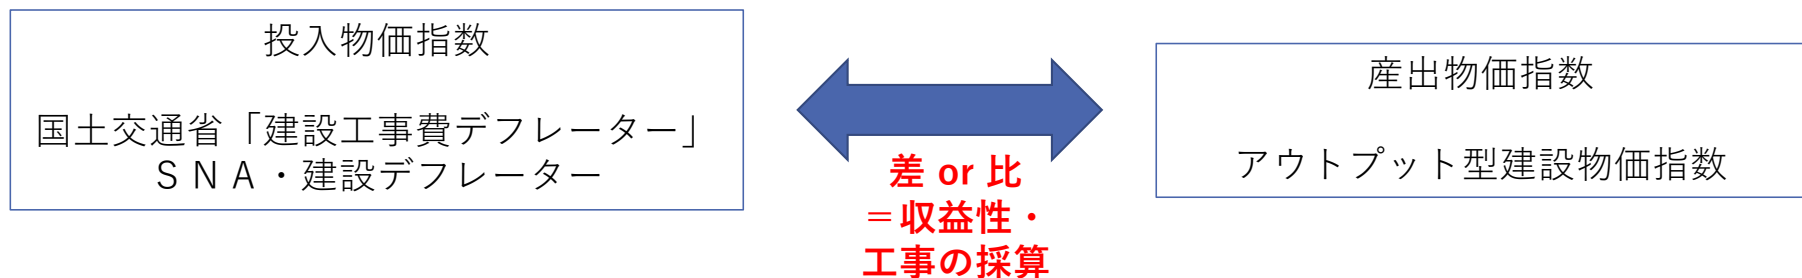 投入物価指数
国土交通省「建設工事費デフレーター」
ＳＮＡ・建設デフレーター
差 or 比
＝収益性・
工事の採算
産出物価指数
アウトプット型建設物価指数